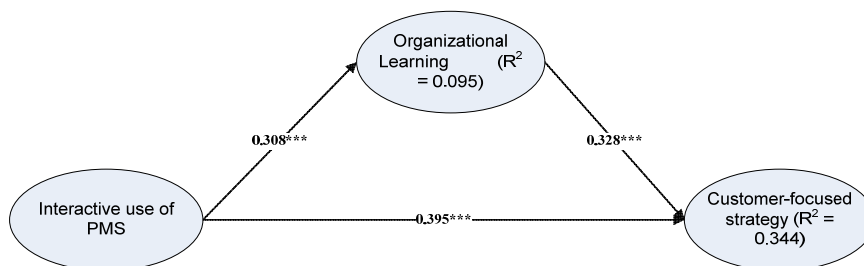 Organizational
Learning (R²
= 0.095)
0.308***
0.328***
Interactive use of
PMS
0.395***
Customer-focused
strategy (R² =
0.344)